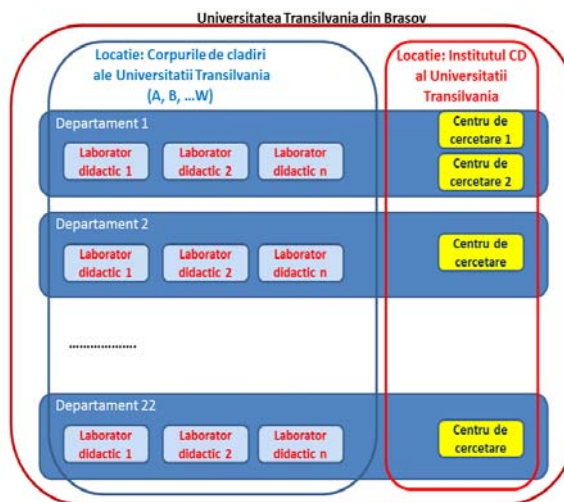 Universitatea Transilvania din Brasov
Locatie: Corpurile de cladiri
ale Universitatii Transilvania
(A, B, ...W)
Locatie: Institutul CD
al Universitatii
Transilvania
Departament 1
Laborator
didactic 1
Laborator
didactic 2
Laborator
didactic n
Centru de
cercetare 1
Centru de
cercetare 2
Departament 2
Laborator
didactic 1
Laborator
didactic 2
Laborator
didactic n
Centru de
cercetare
...................
Departament 22
Laborator
didactic 1
Laborator
didactic 2
Laborator
didactic n
Centru de
cercetare